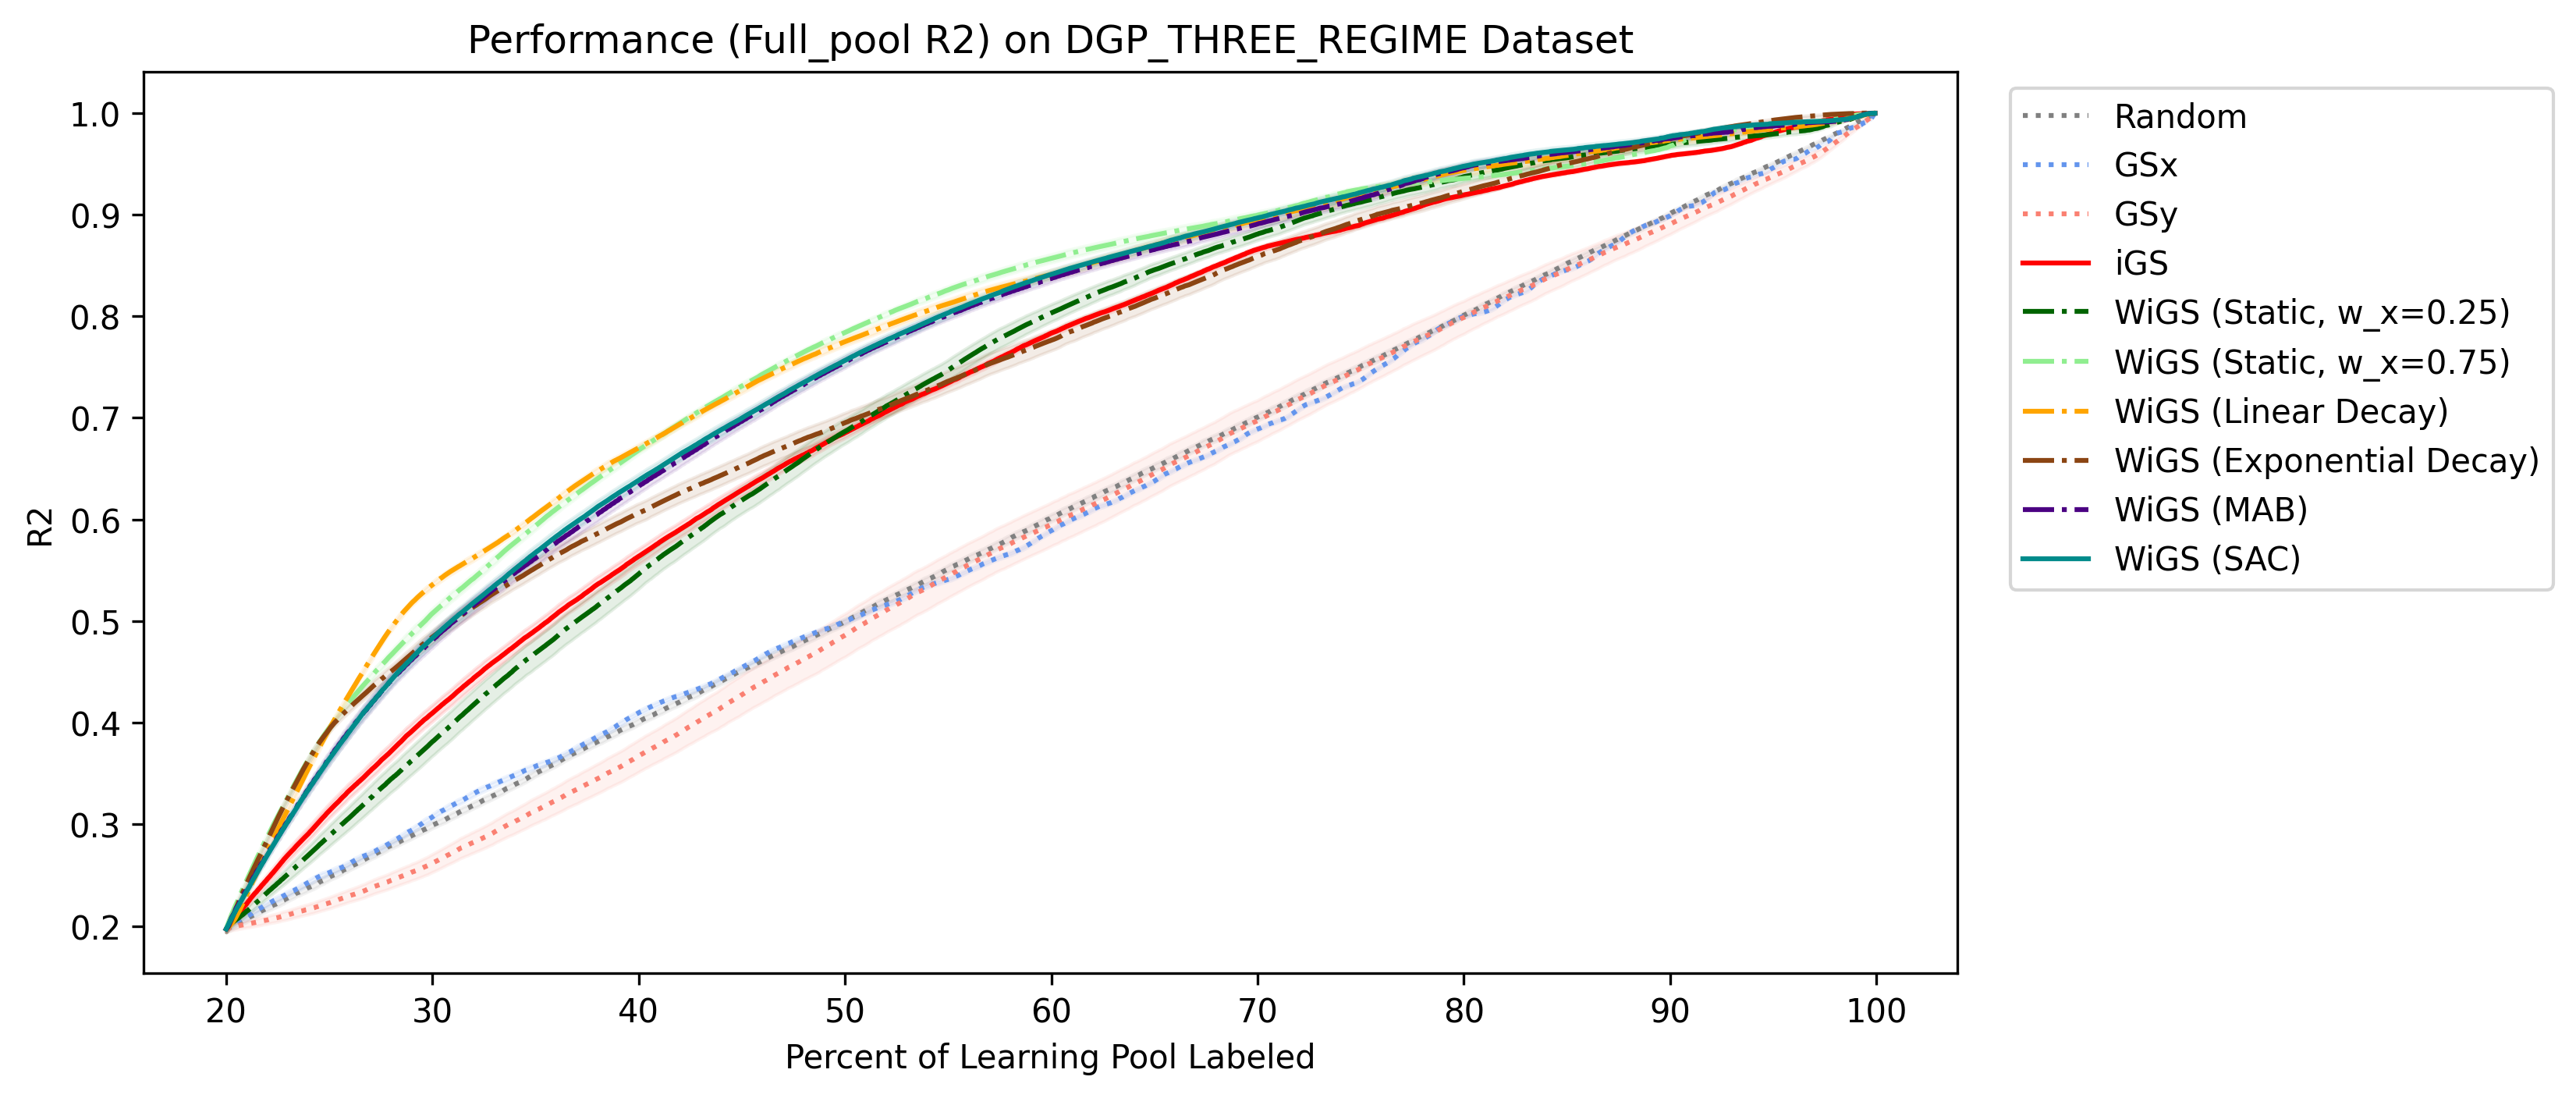 Performance (Full_pool R2) on DGP_THREE_REGIME Dataset
R2
1.0
0.9
0.8
0.7
0.6
0.5
0.4
0.3
0.2
20 30 40 50 60 70 80 90 100
Percent of Learning Pool Labeled
Random
GSx
GSy
iGS
WiGS (Static, w_x=0.25)
WiGS (Static, w_x=0.75)
WiGS (Linear Decay)
WiGS (Exponential Decay)
WiGS (MAB)
WiGS (SAC)